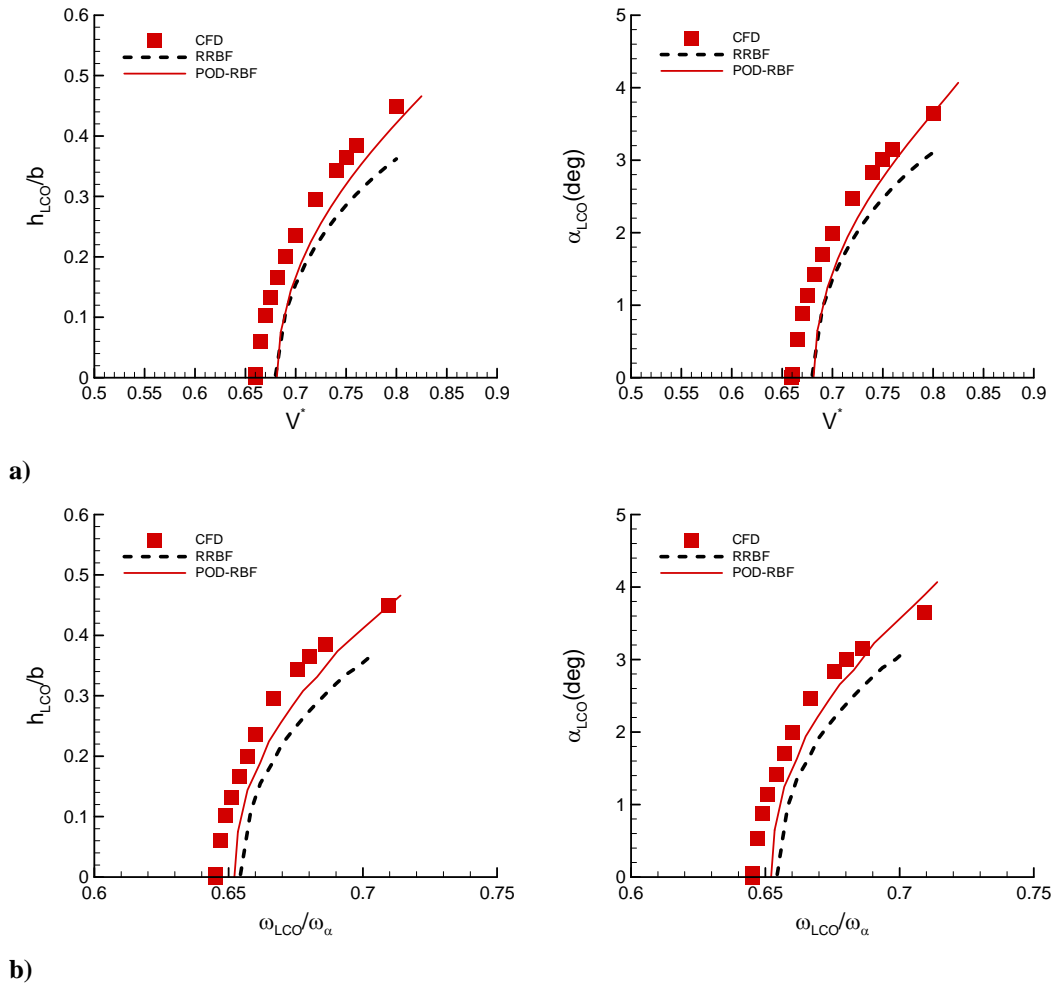 0.6
0.5
0.4
0.3
0.2
0.1
0
h_LCO/b
CFD
RRBF
POD-RBF
0.5 0.55 0.6 0.65 0.7 0.75 0.8 0.85 0.9
V*
5
4
3
2
1
0
α_LCO(deg)
CFD
RRBF
POD-RBF
0.5 0.55 0.6 0.65 0.7 0.75 0.8 0.85 0.9
V*
a)
0.6
0.5
0.4
0.3
0.2
0.1
0
h_LCO/b
CFD
RRBF
POD-RBF
0.6 0.65 0.7 0.75
ω_LCO/ω_α
5
4
3
2
1
0
α_LCO(deg)
CFD
RRBF
POD-RBF
0.6 0.65 0.7 0.75
ω_LCO/ω_α
b)